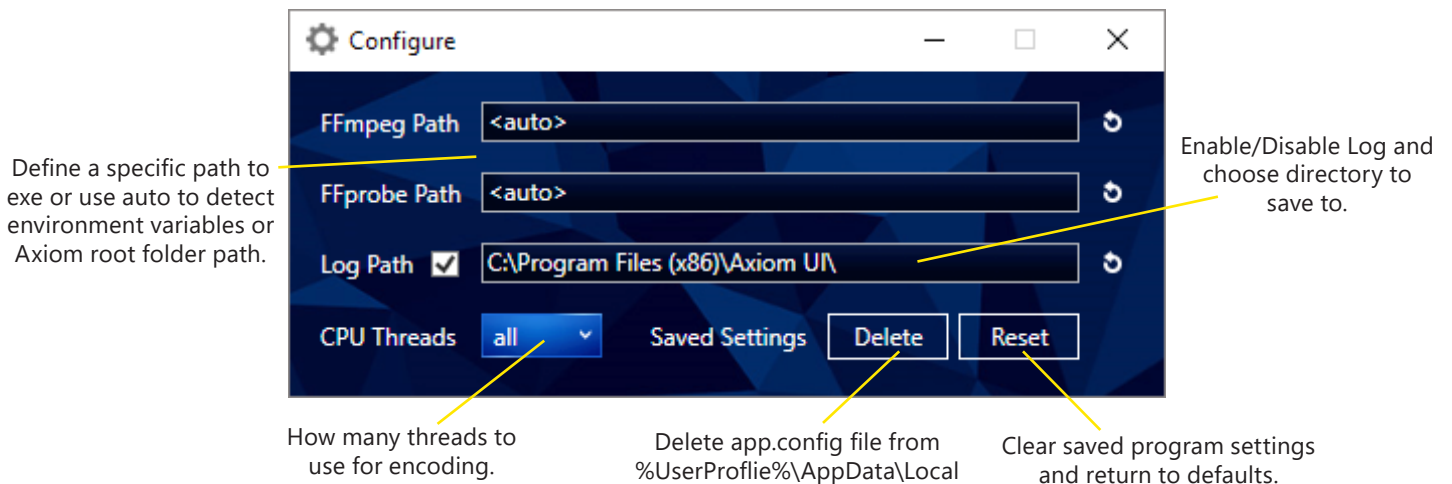 Configure
FFmpeg Path <auto>
FFprobe Path <auto>
Log Path C:\Program Files (x86)\Axiom UI\
CPU Threads all Saved Settings Delete Reset
Define a specific path to
exe or use auto to detect
environment variables or
Axiom root folder path.
Enable/Disable Log and
choose directory to
save to.
How many threads to
use for encoding.
Delete app.config file from
%UserProflie%\AppData\Local
Clear saved program settings
and return to defaults.